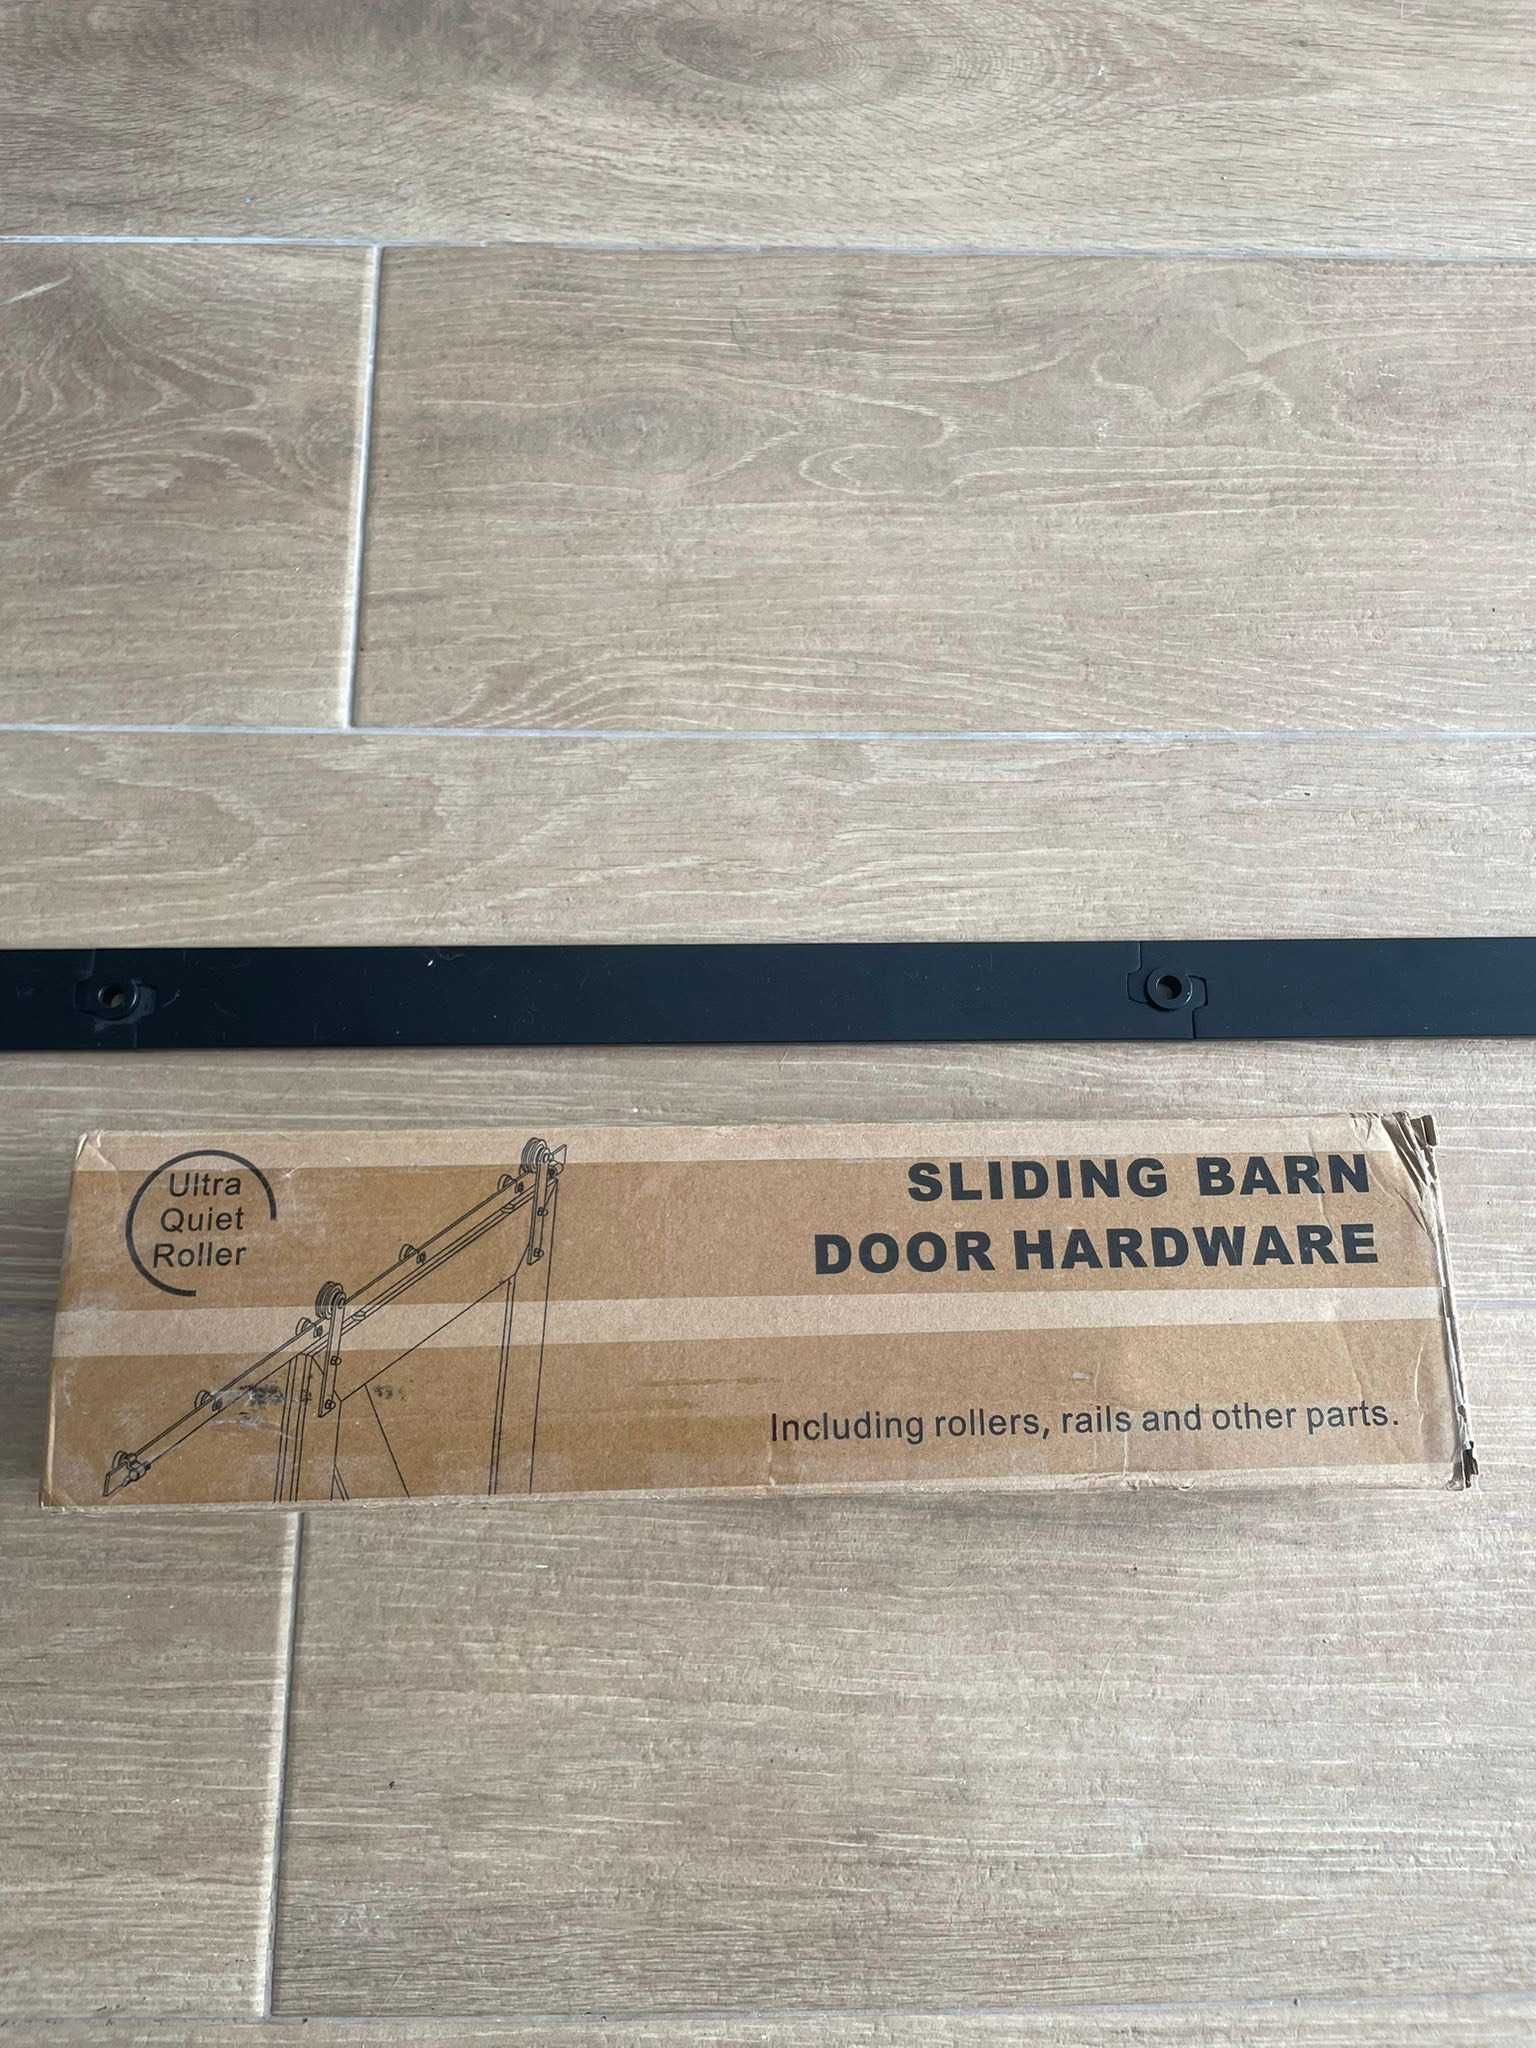 Ultra
Quiet
Roller
SLIDING BARN
DOOR HARDWARE
Including rollers, rails and other parts.